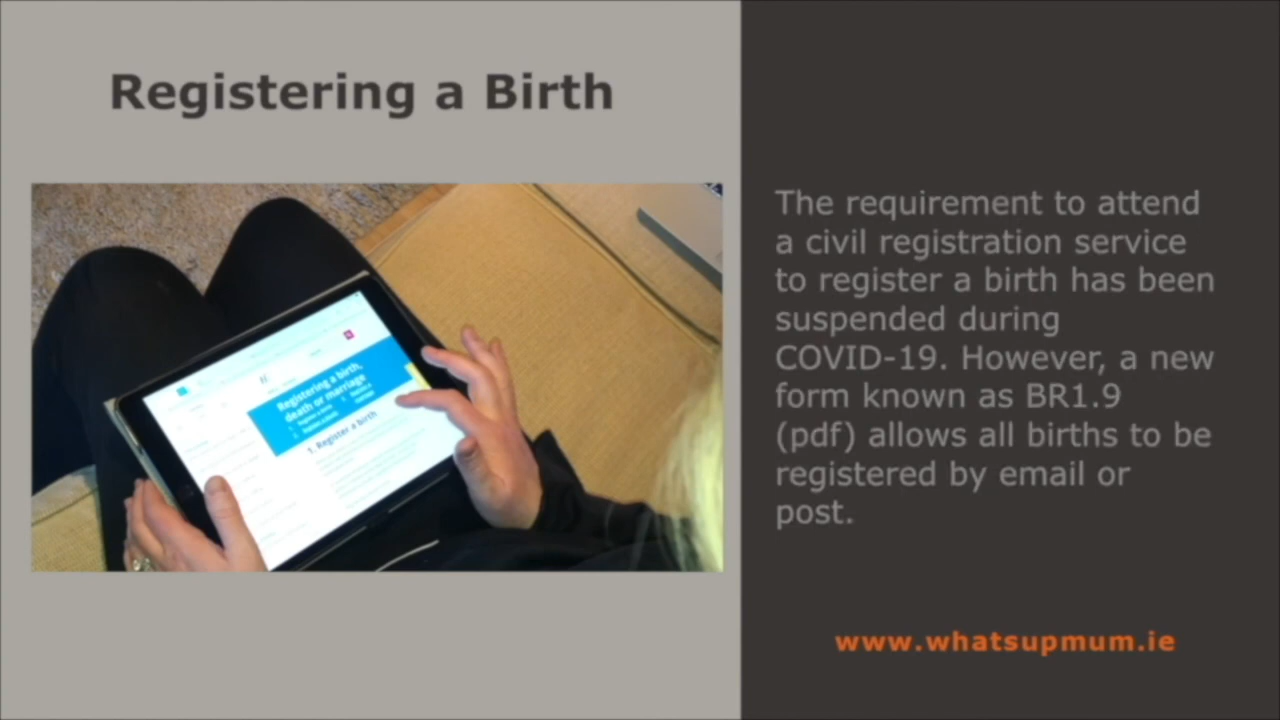 Registering a Birth
Registering a birth,
death or marriage
1. Register a birth
The requirement to attend
a civil registration service
to register a birth has been
suspended during
COVID-19. However, a new
form known as BR1.9
(pdf) allows all births to be
registered by email or
post.
www.whatsupmum.ie